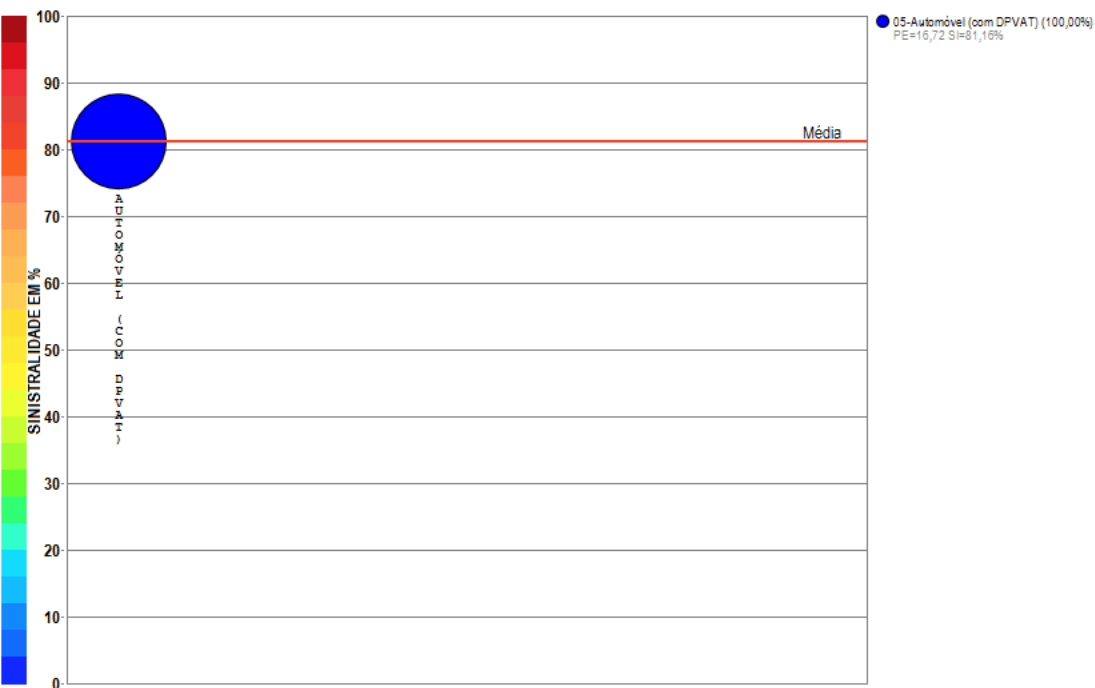 100
90
80
70
60
50
40
30
20
10
0
SINISTRALIDADE EM %
Média
AUTOMÓVEL (COM DPVAT)
05-Automóvel (com DPVAT) (100,00%)
PE=16,72 SI=81,16%